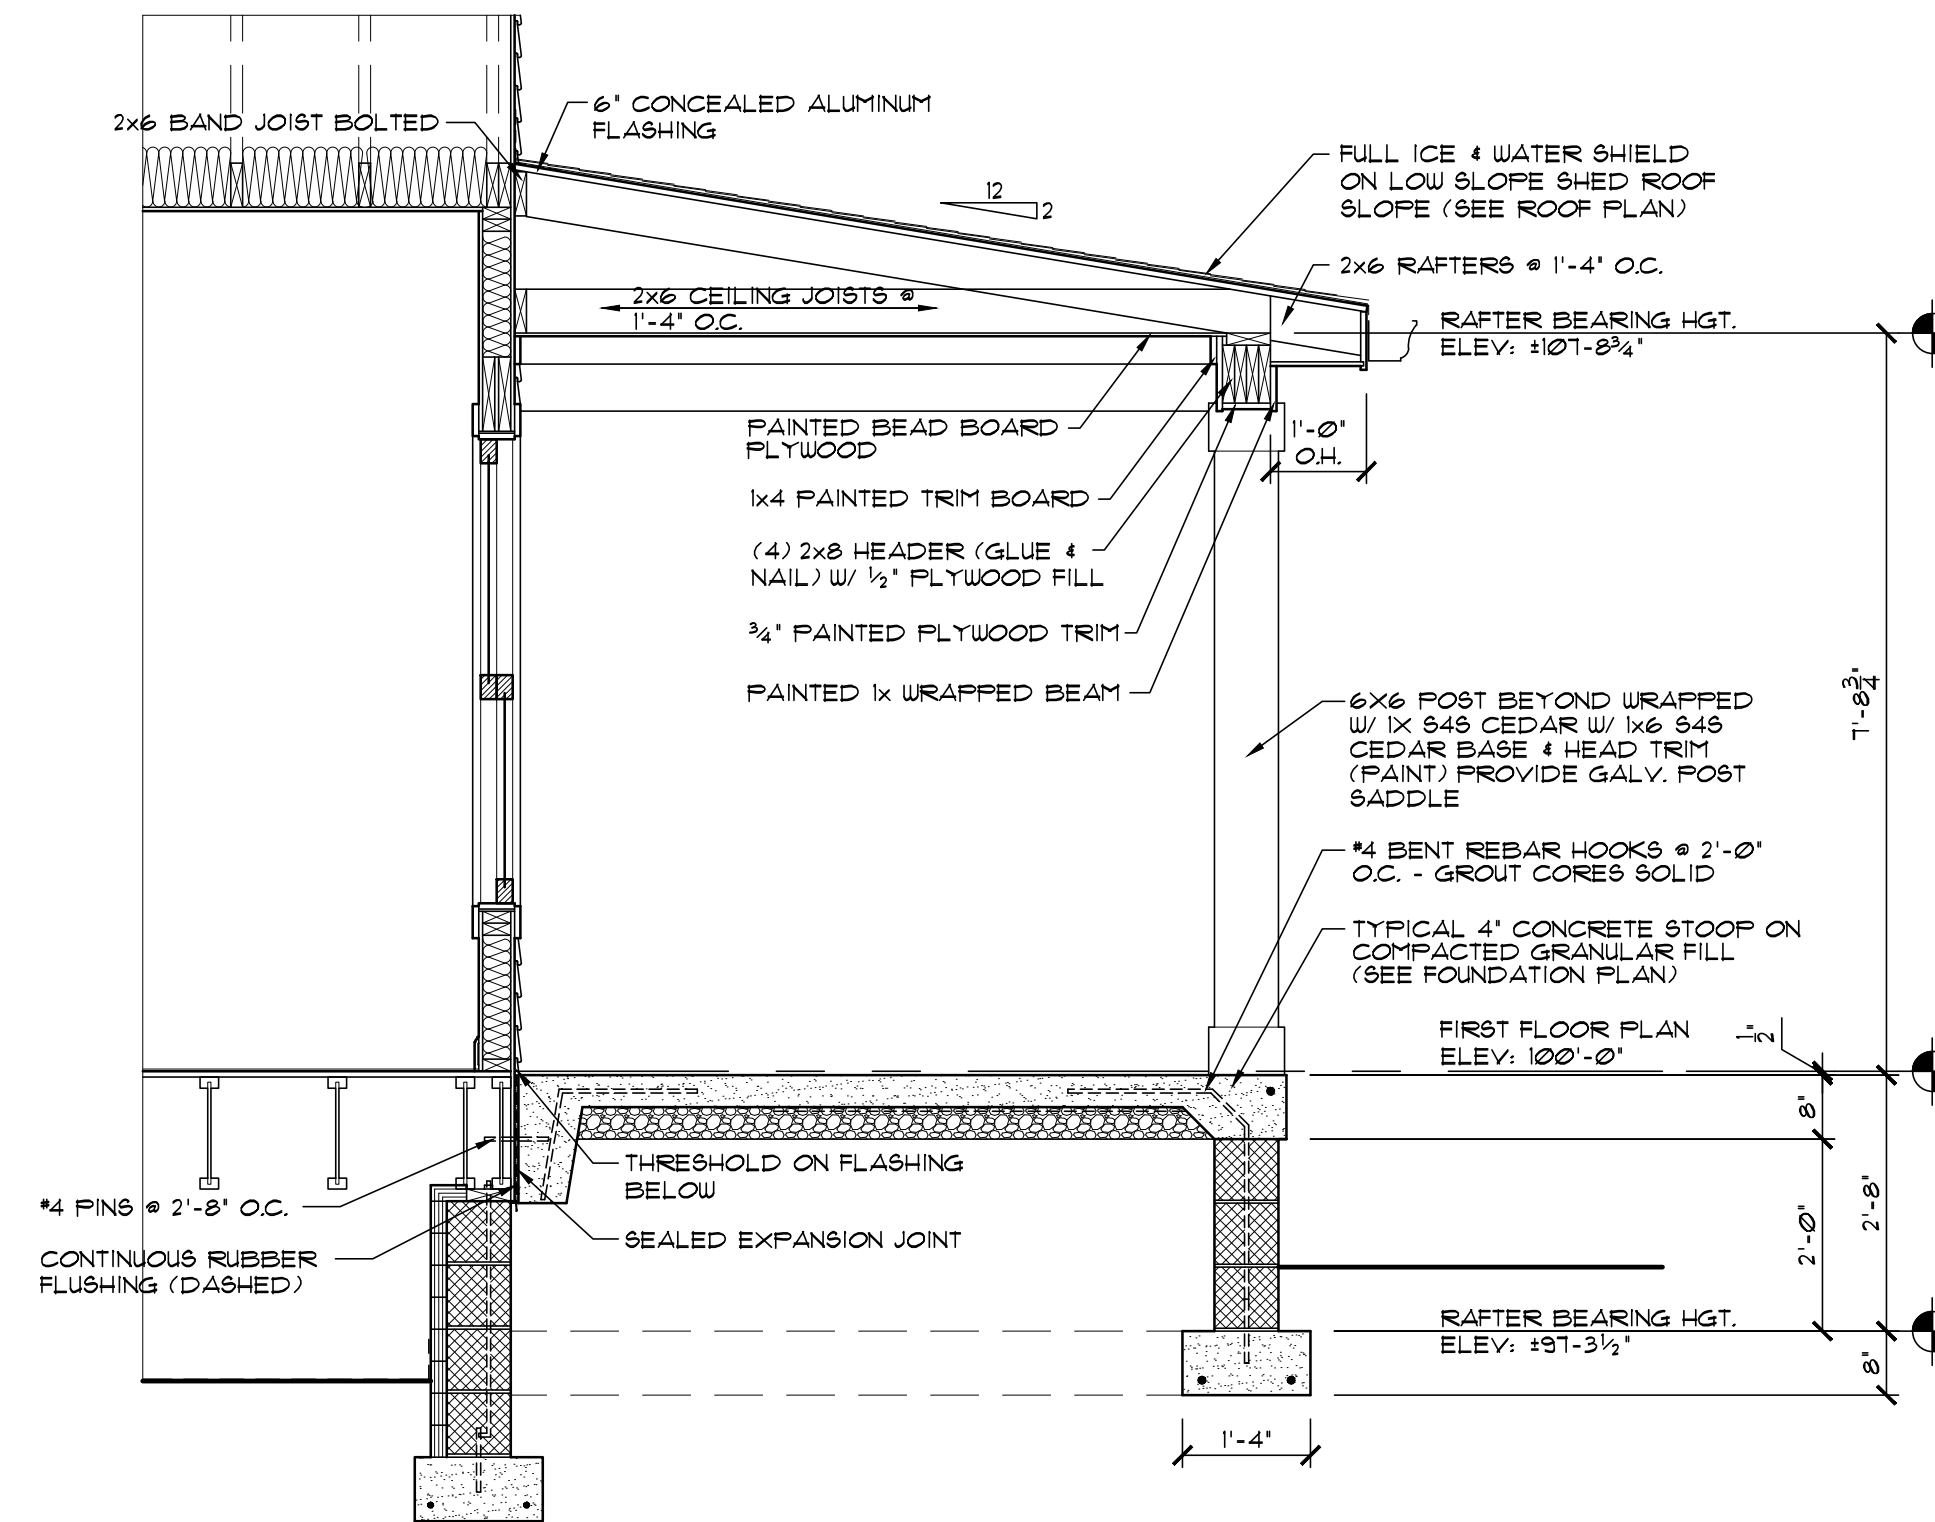 6" CONCEALED ALUMINUM
FLASHING
2x6 BAND JOIST BOLTED
FULL ICE & WATER SHIELD
ON LOW SLOPE SHED ROOF
SLOPE (SEE ROOF PLAN)
12
2
2x6 RAFTERS @ 1'-4" O.C.
2x6 CEILING JOISTS @
1'-4" O.C.
RAFTER BEARING HGT.
ELEV: ±107-8¾"
PAINTED BEAD BOARD
PLYWOOD
1'-0"
O.H.
1x4 PAINTED TRIM BOARD
(4) 2x8 HEADER (GLUE &
NAIL) W/ ½" PLYWOOD FILL
¾" PAINTED PLYWOOD TRIM
PAINTED 1x WRAPPED BEAM
7'-8¾"
6X6 POST BEYOND WRAPPED
W/ 1X S4S CEDAR W/ 1x6 S4S
CEDAR BASE & HEAD TRIM
(PAINT) PROVIDE GALV. POST
SADDLE
#4 BENT REBAR HOOKS @ 2'-0"
O.C. - GROUT CORES SOLID
TYPICAL 4" CONCRETE STOOP ON
COMPACTED GRANULAR FILL
(SEE FOUNDATION PLAN)
FIRST FLOOR PLAN
ELEV: 100'-0"
½"
8"
THRESHOLD ON FLASHING
BELOW
#4 PINS @ 2'-8" O.C.
SEALED EXPANSION JOINT
CONTINUOUS RUBBER
FLUSHING (DASHED)
2'-0"
2'-8"
RAFTER BEARING HGT.
ELEV: ±97-3½"
8"
1'-4"